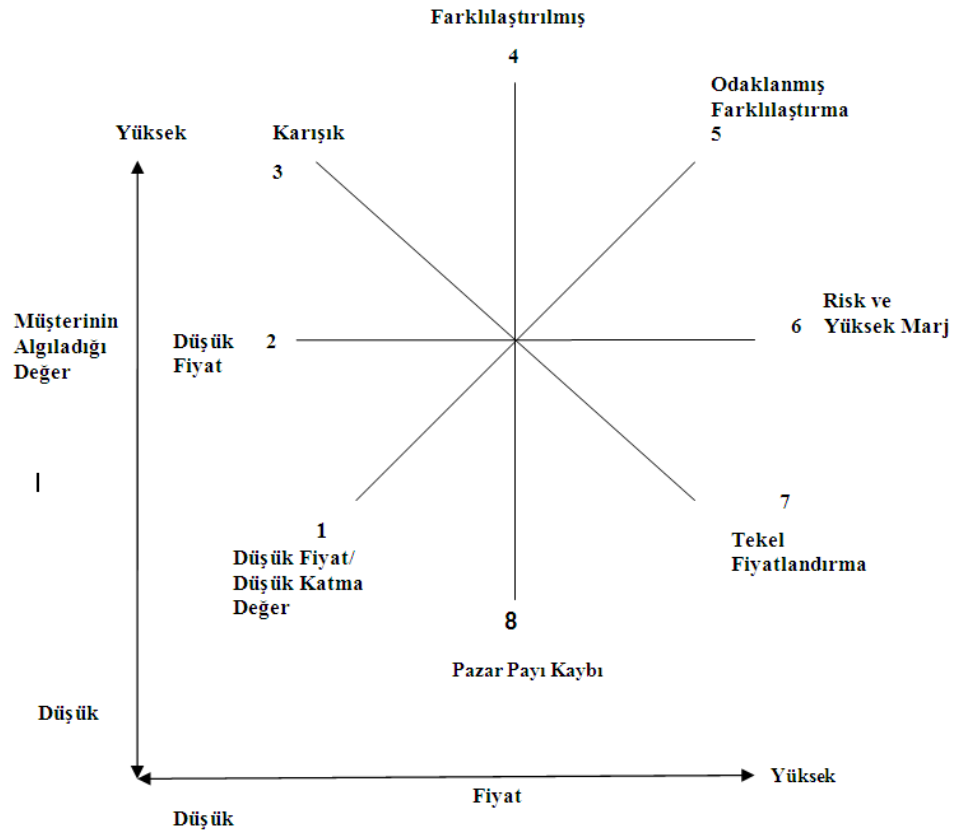 Farklılaştırılmış
4
Odaklanmış
Farklılaştırma
5
Yüksek
Karışık
3
Müşterinin
Algıladığı
Değer
Düşük
Fiyat
2
6
Risk ve
Yüksek Marj
1
Düşük Fiyat/
Düşük Katma
Değer
7
Tekel
Fiyatlandırma
8
Pazar Payı Kaybı
Düşük
Fiyat
Yüksek
Düşük